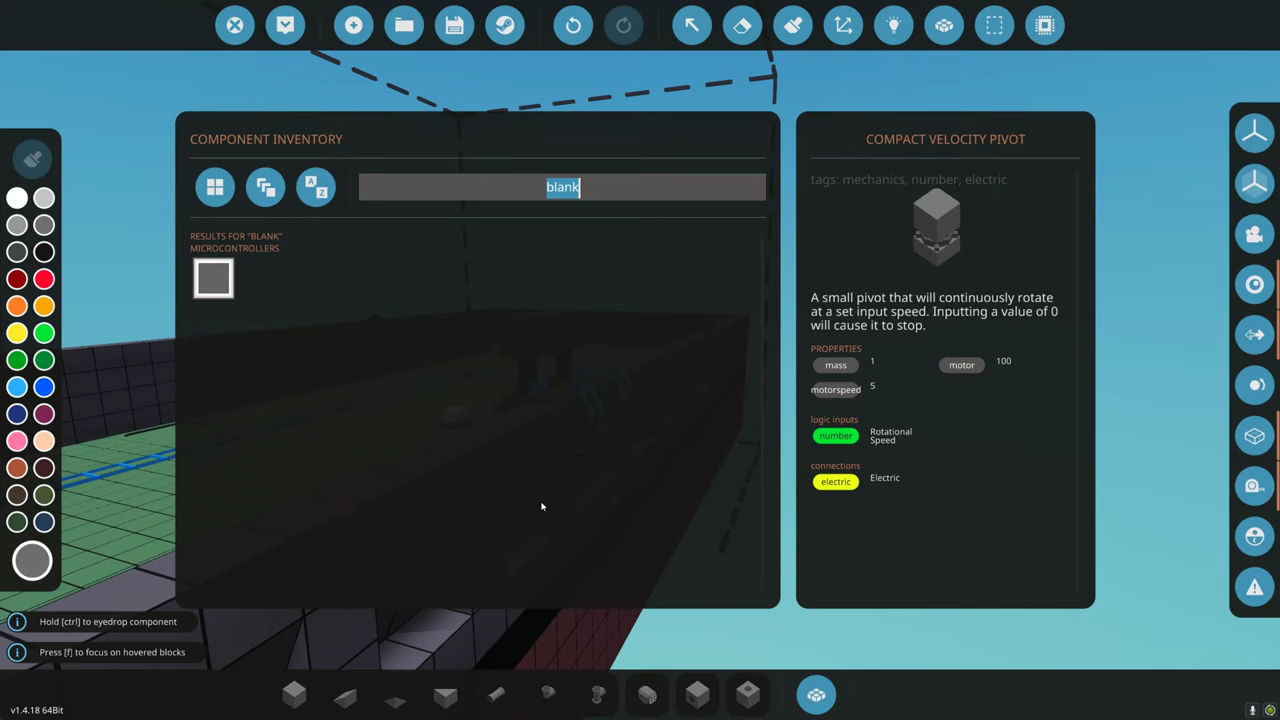 COMPONENT INVENTORY
A
Z
blank
RESULTS FOR "BLANK"
MICROCONTROLLERS
COMPACT VELOCITY PIVOT
tags: mechanics, number, electric
A small pivot that will continuously rotate
at a set input speed. Inputting a value of 0
will cause it to stop.
PROPERTIES
mass 1 motor 100
motorspeed 5
logic inputs
number Rotational
Speed
connections
electric Electric
Hold [ctrl] to eyedrop component
Press [f] to focus on hovered blocks
v1.4.18 64Bit